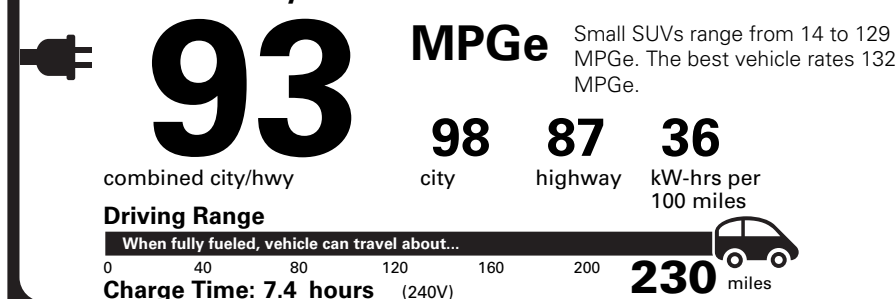 93
MPGe
Small SUVs range from 14 to 129
MPGe. The best vehicle rates 132
MPGe.
98 87 36
combined city/hwy city highway kW-hrs per
100 miles
Driving Range
When fully fueled, vehicle can travel about...
0 40 80 120 160 200 230 miles
Charge Time: 7.4 hours (240V)